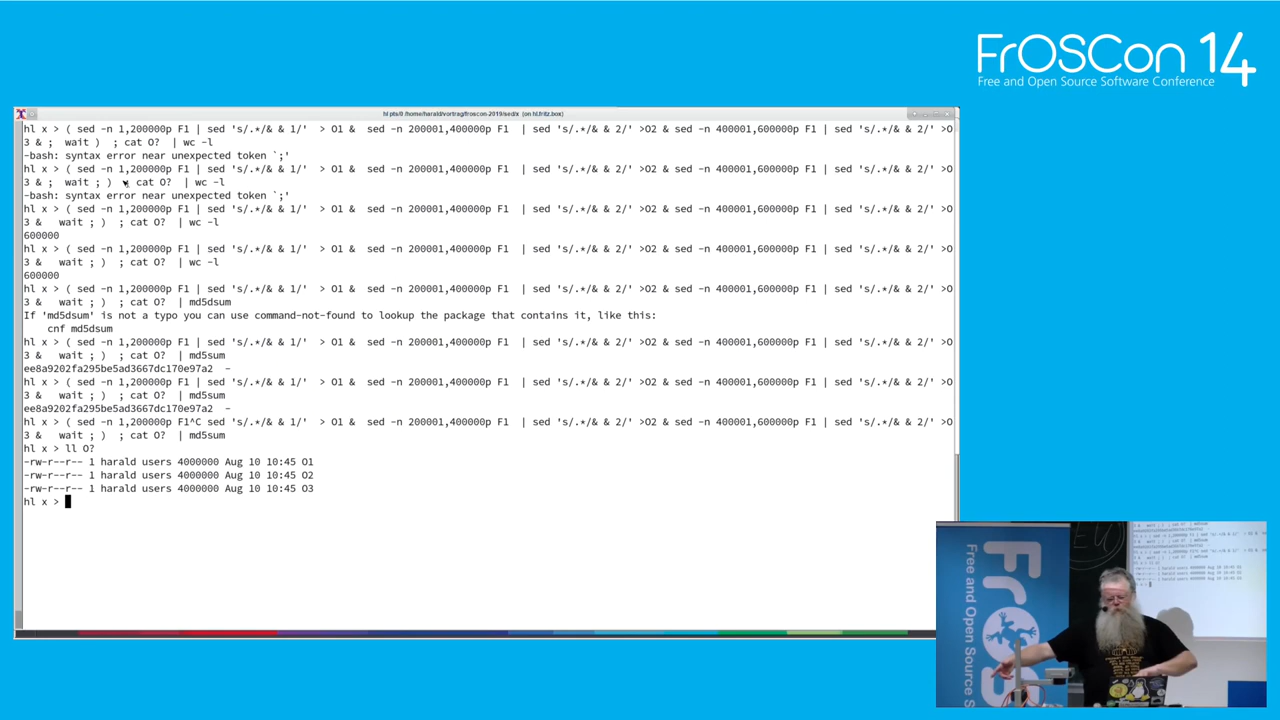 FrOSCon 14
Free and Open Source Software Conference
hl pts/0 /home/harald/vortrag/froscon-2019/sed/x (on hl.fritz.box)
hl x > ( sed -n 1,200000p F1 | sed 's/.*/& & 1/'  > O1 &  sed -n 200001,400000p F1  | sed 's/.*/& & 2/' >O2 & sed -n 400001,600000p F1 | sed 's/.*/& & 2/' >O
3 & ;  wait )  ; cat O?  | wc -l
-bash: syntax error near unexpected token `;'
hl x > ( sed -n 1,200000p F1 | sed 's/.*/& & 1/'  > O1 &  sed -n 200001,400000p F1  | sed 's/.*/& & 2/' >O2 & sed -n 400001,600000p F1 | sed 's/.*/& & 2/' >O
3 & ;  wait ; )  ; cat O?  | wc -l
-bash: syntax error near unexpected token `;'
hl x > ( sed -n 1,200000p F1 | sed 's/.*/& & 1/'  > O1 &  sed -n 200001,400000p F1  | sed 's/.*/& & 2/' >O2 & sed -n 400001,600000p F1 | sed 's/.*/& & 2/' >O
3 &   wait ; )  ; cat O?  | wc -l
600000
hl x > ( sed -n 1,200000p F1 | sed 's/.*/& & 1/'  > O1 &  sed -n 200001,400000p F1  | sed 's/.*/& & 2/' >O2 & sed -n 400001,600000p F1 | sed 's/.*/& & 2/' >O
3 &   wait ; )  ; cat O?  | wc -l
600000
hl x > ( sed -n 1,200000p F1 | sed 's/.*/& & 1/'  > O1 &  sed -n 200001,400000p F1  | sed 's/.*/& & 2/' >O2 & sed -n 400001,600000p F1 | sed 's/.*/& & 2/' >O
3 &   wait ; )  ; cat O?  | md5dsum
If 'md5dsum' is not a typo you can use command-not-found to lookup the package that contains it, like this:
    cnf md5dsum
hl x > ( sed -n 1,200000p F1 | sed 's/.*/& & 1/'  > O1 &  sed -n 200001,400000p F1  | sed 's/.*/& & 2/' >O2 & sed -n 400001,600000p F1 | sed 's/.*/& & 2/' >O
3 &   wait ; )  ; cat O?  | md5sum
ee8a9202fa295be5ad3667dc170e97a2  -
hl x > ( sed -n 1,200000p F1 | sed 's/.*/& & 1/'  > O1 &  sed -n 200001,400000p F1  | sed 's/.*/& & 2/' >O2 & sed -n 400001,600000p F1 | sed 's/.*/& & 2/' >O
3 &   wait ; )  ; cat O?  | md5sum
ee8a9202fa295be5ad3667dc170e97a2  -
hl x > ( sed -n 1,200000p F1^C sed 's/.*/& & 1/'  > O1 &  sed -n 200001,400000p F1  | sed 's/.*/& & 2/' >O2 & sed -n 400001,600000p F1 | sed 's/.*/& & 2/' >O
3 &   wait ; )  ; cat O?  | md5sum
hl x > ll O?
-rw-r--r-- 1 harald users 4000000 Aug 10 10:45 O1
-rw-r--r-- 1 harald users 4000000 Aug 10 10:45 O2
-rw-r--r-- 1 harald users 4000000 Aug 10 10:45 O3
hl x >
FrOS
Free and Open Source S